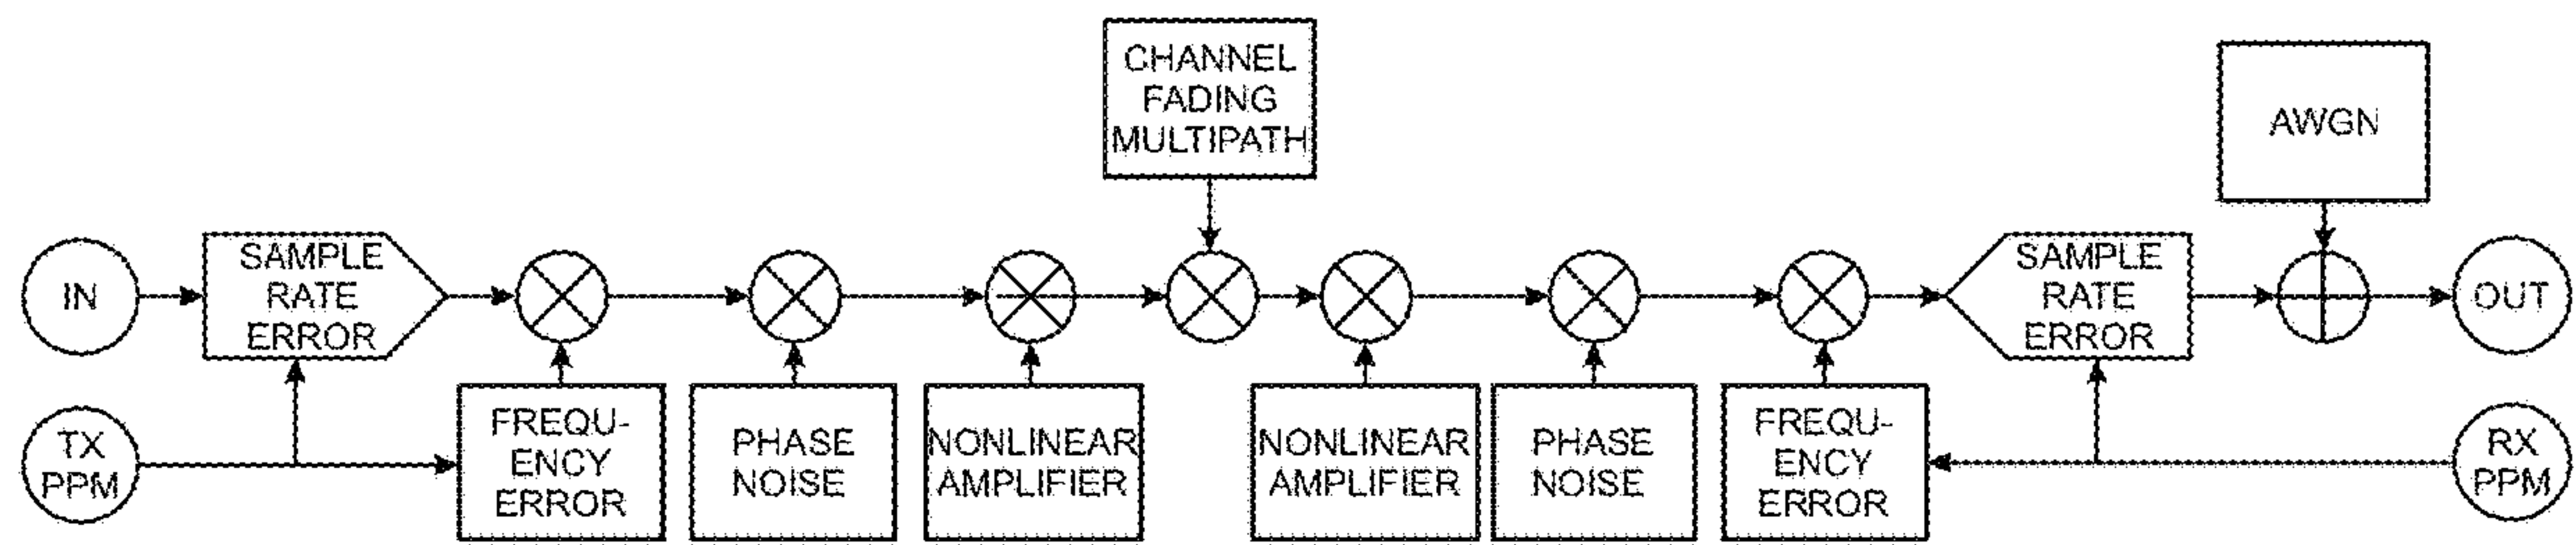 CHANNEL
FADING
MULTIPATH
AWGN
IN
SAMPLE
RATE
ERROR
SAMPLE
RATE
ERROR
OUT
TX
PPM
FREQU-
ENCY
ERROR
PHASE
NOISE
NONLINEAR
AMPLIFIER
NONLINEAR
AMPLIFIER
PHASE
NOISE
FREQU-
ENCY
ERROR
RX
PPM